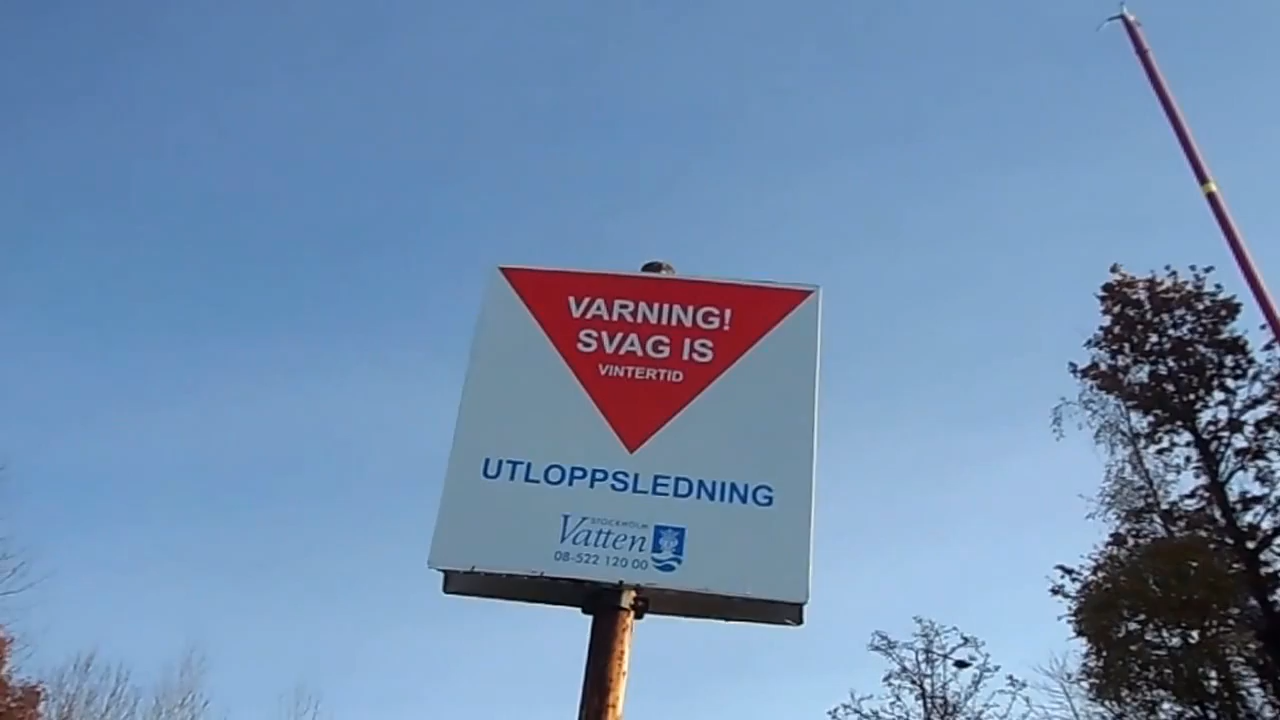 VARNING!
SVAG IS
VINTERTID
UTLOPPSLEDNING
STOCKHOLM
Vatten
08-522 120 00